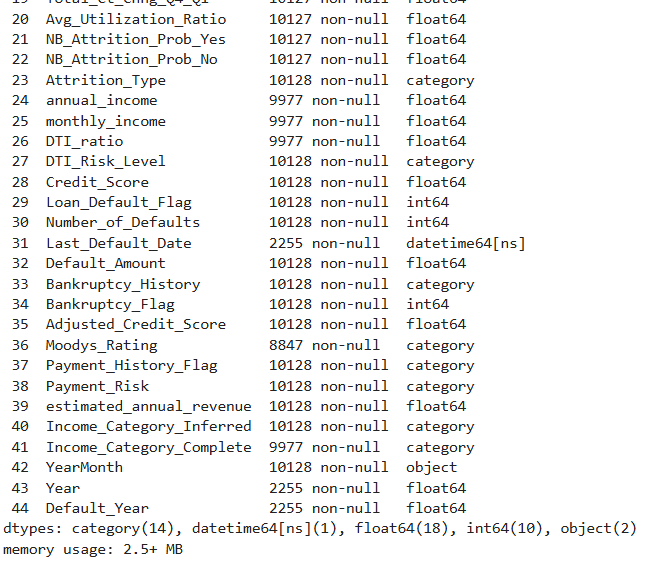 19 Total_Ct_Chng_Q4_Q1 10127 non-null float64
20 Avg_Utilization_Ratio 10127 non-null float64
21 NB_Attrition_Prob_Yes 10127 non-null float64
22 NB_Attrition_Prob_No 10127 non-null float64
23 Attrition_Type 10128 non-null category
24 annual_income 9977 non-null float64
25 monthly_income 9977 non-null float64
26 DTI_ratio 9977 non-null float64
27 DTI_Risk_Level 10128 non-null category
28 Credit_Score 10128 non-null float64
29 Loan_Default_Flag 10128 non-null int64
30 Number_of_Defaults 10128 non-null int64
31 Last_Default_Date 2255 non-null datetime64[ns]
32 Default_Amount 10128 non-null float64
33 Bankruptcy_History 10128 non-null category
34 Bankruptcy_Flag 10128 non-null int64
35 Adjusted_Credit_Score 10128 non-null float64
36 Moodys_Rating 8847 non-null category
37 Payment_History_Flag 10128 non-null category
38 Payment_Risk 10128 non-null category
39 estimated_annual_revenue 10128 non-null float64
40 Income_Category_Inferred 10128 non-null category
41 Income_Category_Complete 9977 non-null category
42 YearMonth 10128 non-null object
43 Year 2255 non-null float64
44 Default_Year 2255 non-null float64
dtypes: category(14), datetime64[ns](1), float64(18), int64(10), object(2)
memory usage: 2.5+ MB